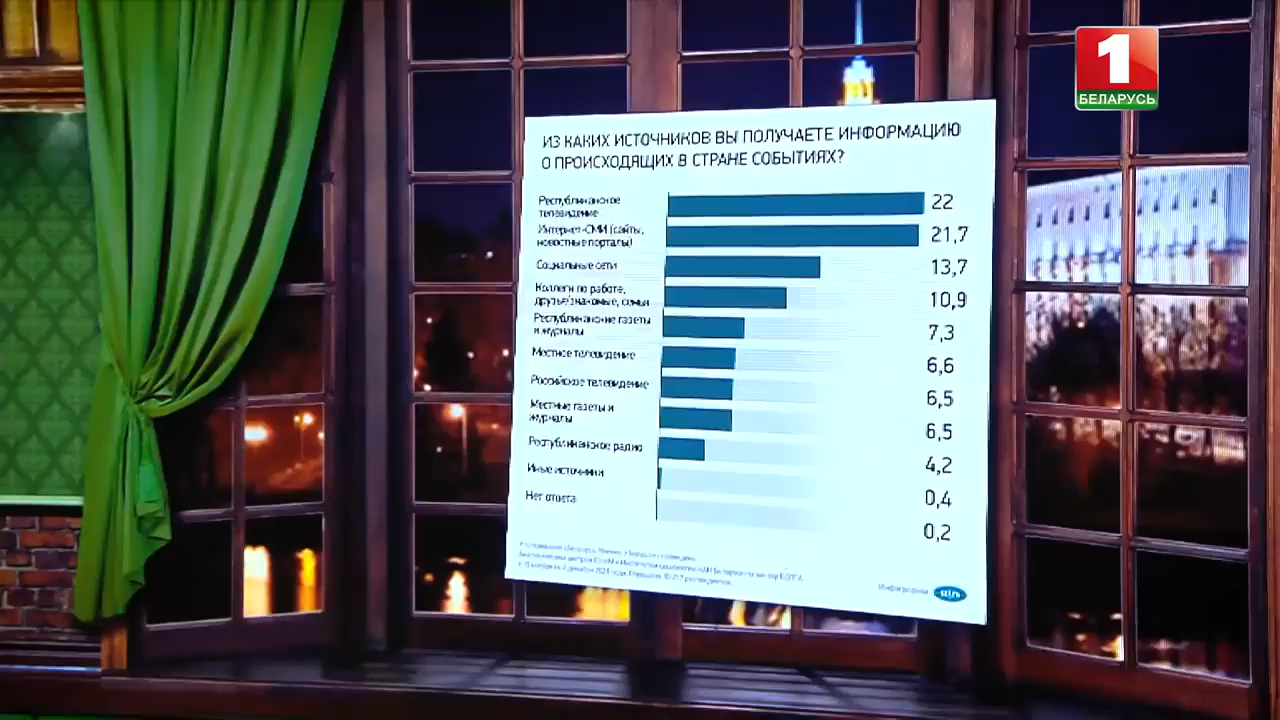 1
БЕЛАРУСЬ
ИЗ КАКИХ ИСТОЧНИКОВ ВЫ ПОЛУЧАЕТЕ ИНФОРМАЦИЮ
О ПРОИСХОДЯЩИХ В СТРАНЕ СОБЫТИЯХ?
Республиканское
телевидение
22
Интернет-СМИ (сайты,
новостные порталы)
21,7
Социальные сети
13,7
Коллеги по работе,
друзья/знакомые, семья
10,9
Республиканские газеты
и журналы
7,3
Местное телевидение
6,6
Российское телевидение
6,5
Местные газеты и
журналы
6,5
Республиканское радио
4,2
Иные источники
0,4
Нет ответа
0,2
Инфографика